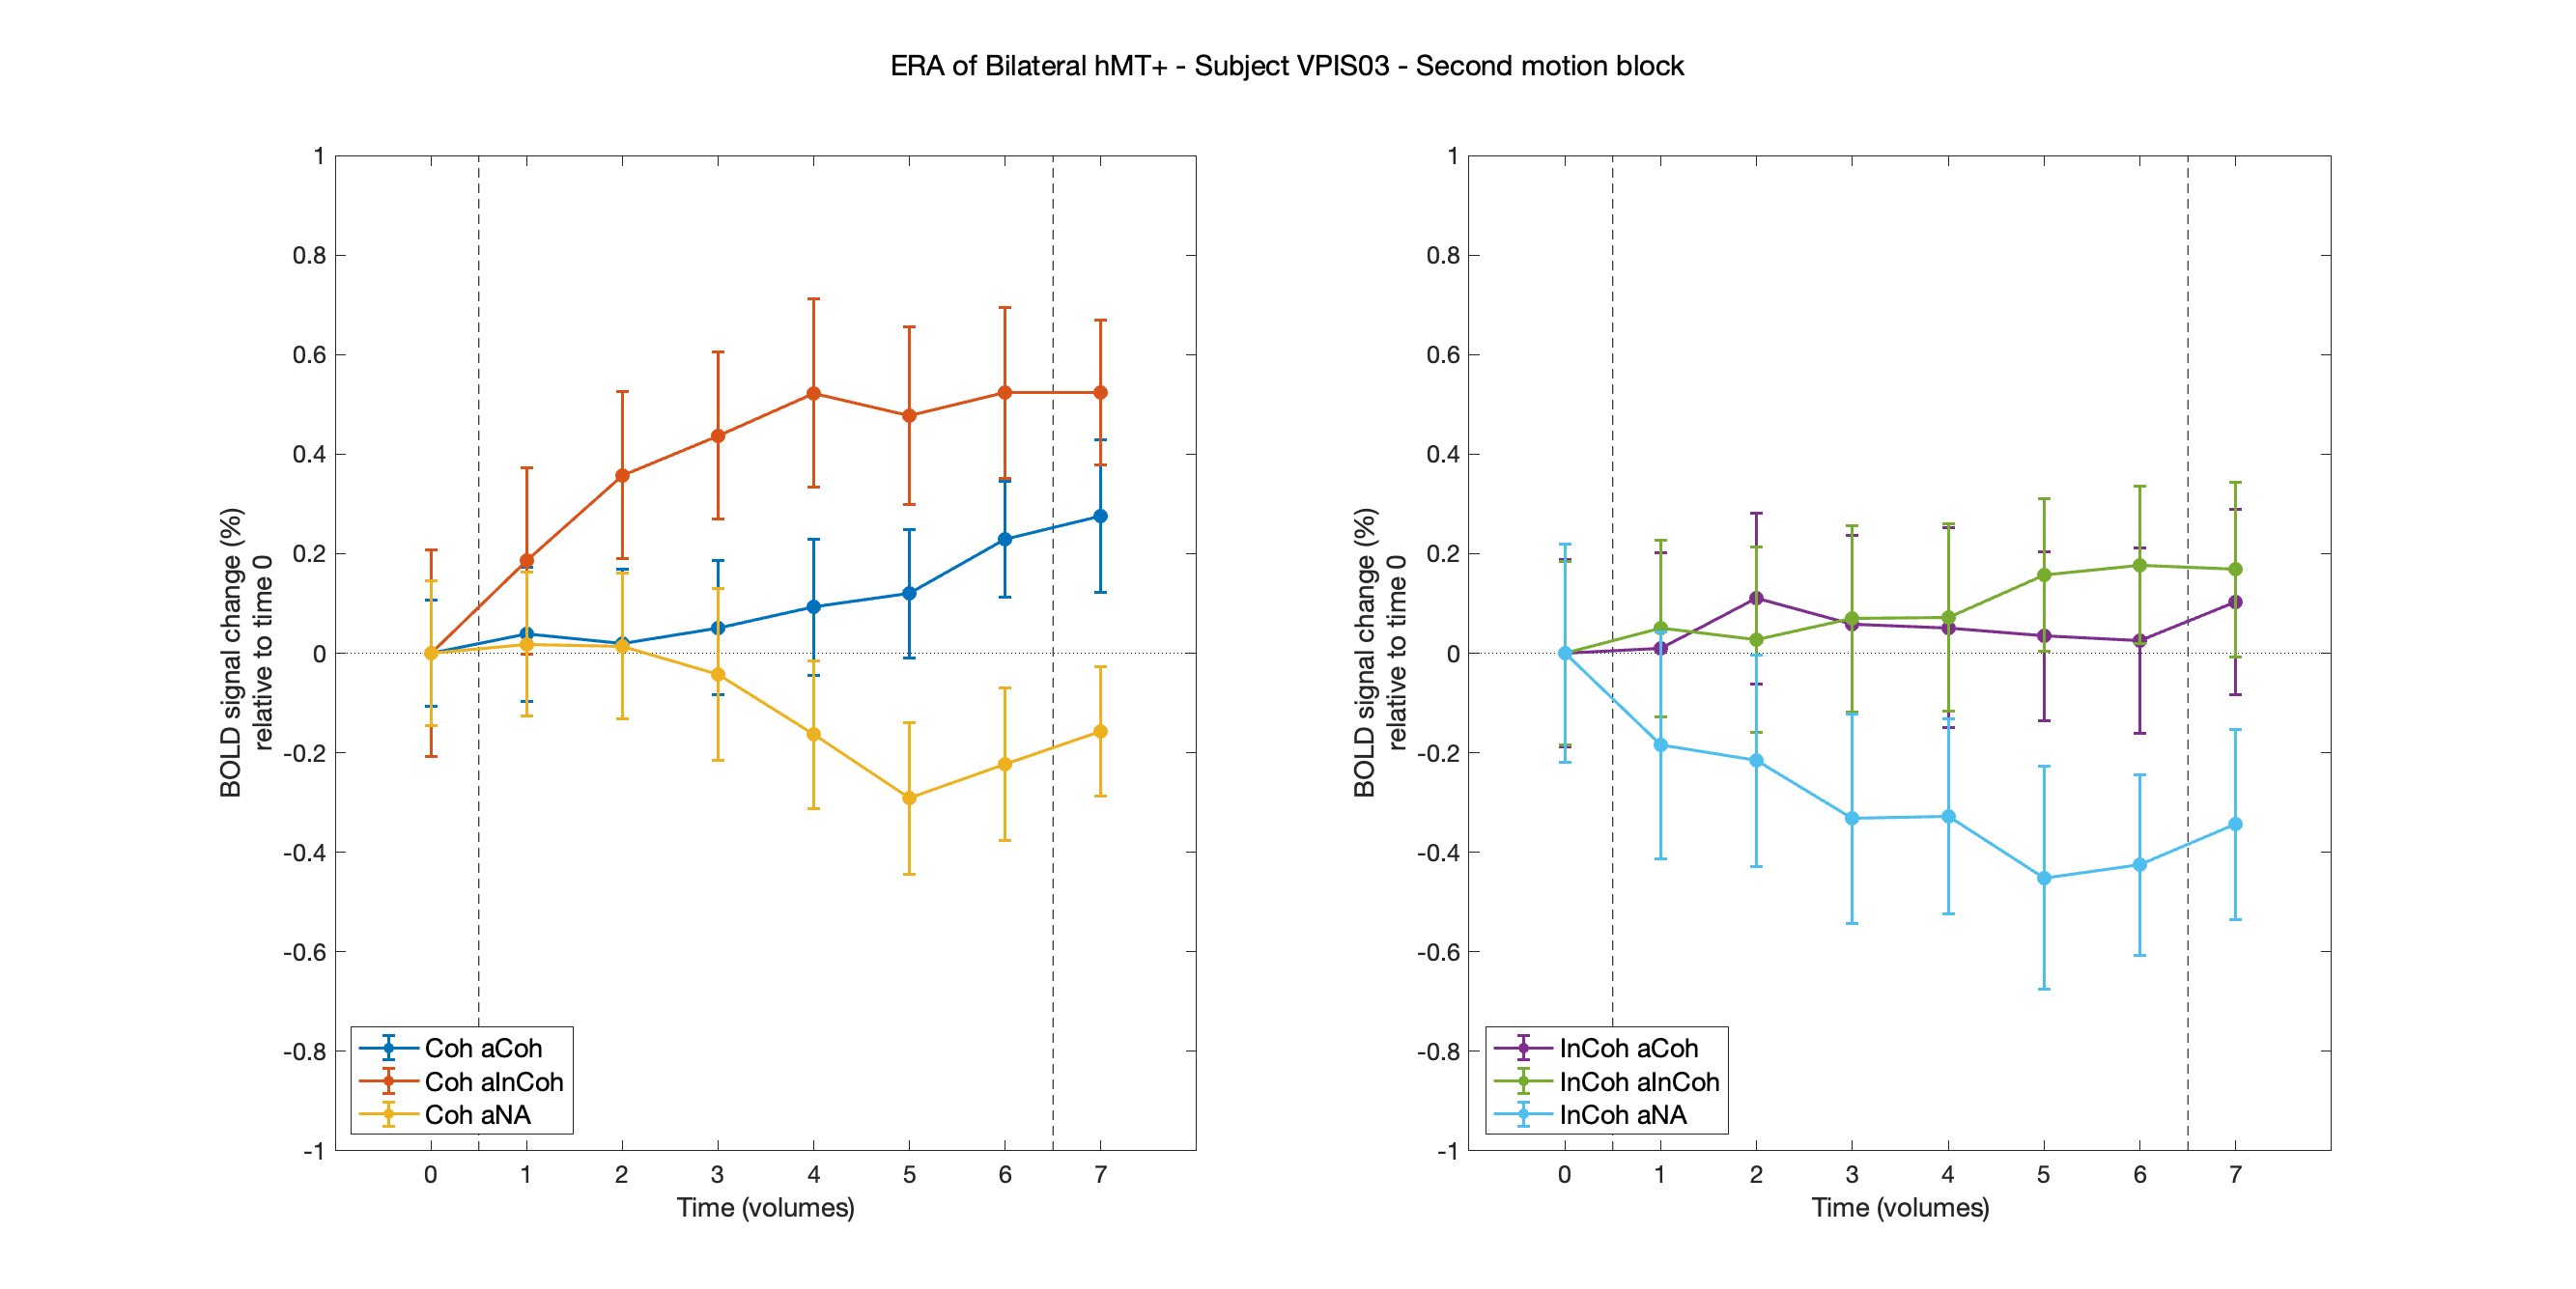 ERA of Bilateral hMT+ - Subject VPIS03 - Second motion block
BOLD signal change (%)
relative to time 0
1
0.8
0.6
0.4
0.2
0
-0.2
-0.4
-0.6
-0.8
-1
Coh aCoh
Coh aInCoh
Coh aNA
0 1 2 3 4 5 6 7
Time (volumes)
BOLD signal change (%)
relative to time 0
1
0.8
0.6
0.4
0.2
0
-0.2
-0.4
-0.6
-0.8
-1
InCoh aCoh
InCoh aInCoh
InCoh aNA
0 1 2 3 4 5 6 7
Time (volumes)